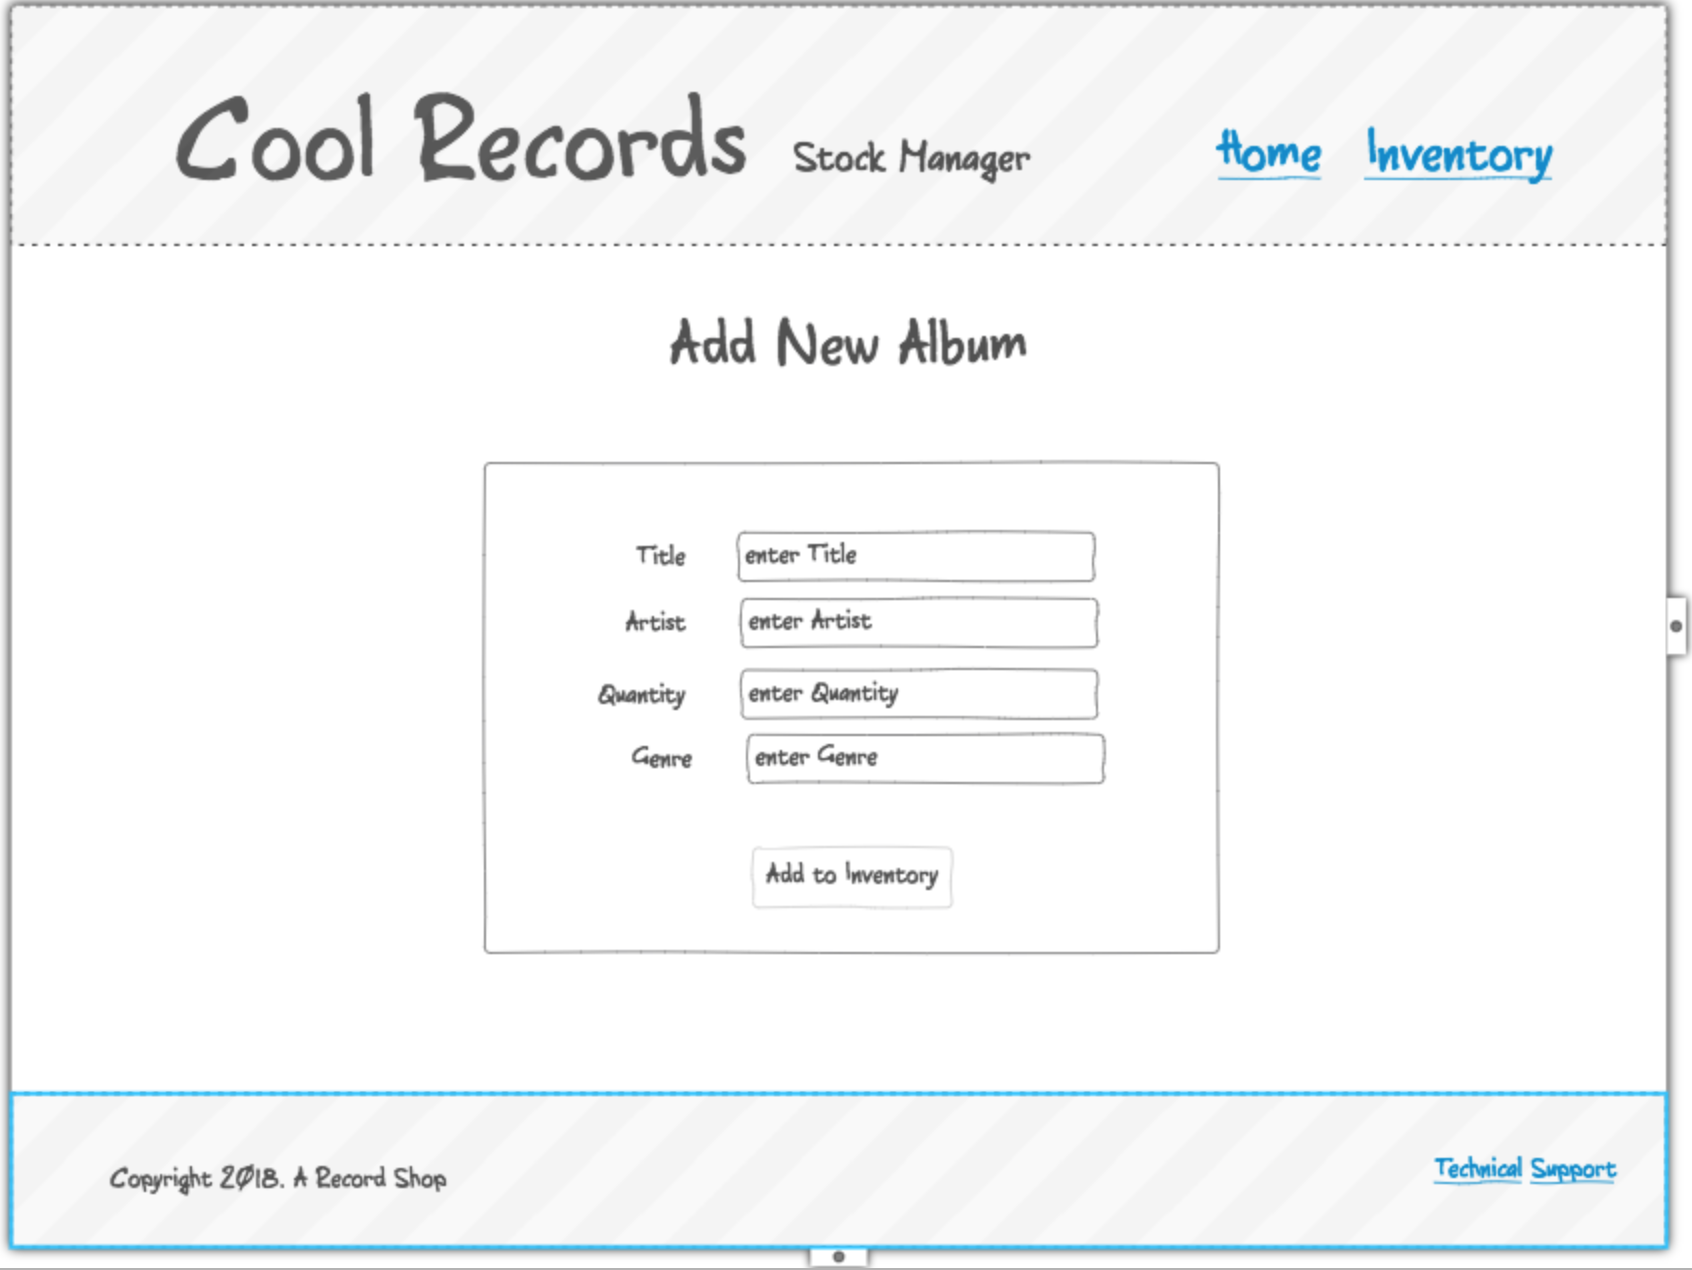 Cool Records Stock Manager Home Inventory
Add New Album
Title enter Title
Artist enter Artist
Quantity enter Quantity
Genre enter Genre
Add to Inventory
Copyright 2018. A Record Shop Technical Support